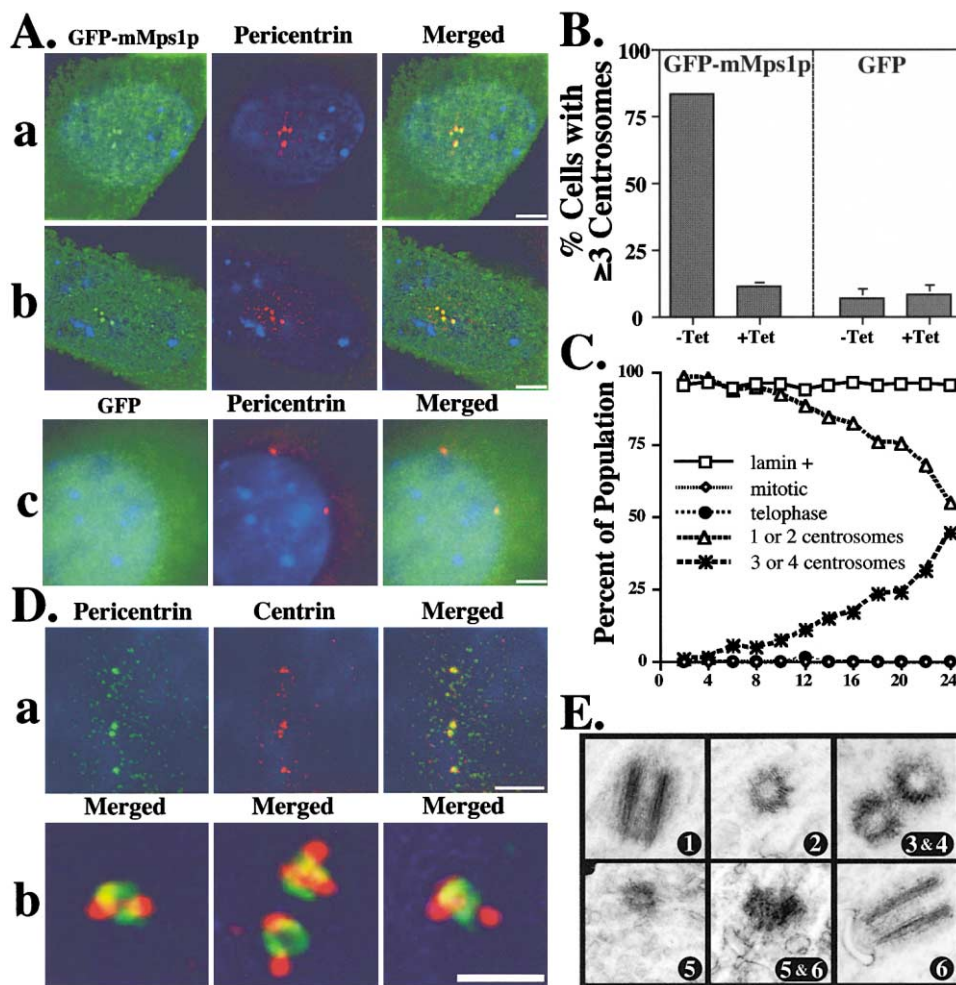 A.
GFP-mMps1p Pericentrin Merged
a
b
GFP Pericentrin Merged
c
B.
% Cells with
≥3 Centrosomes
100
75
50
25
0
GFP-mMps1p GFP
-Tet +Tet -Tet +Tet
C.
Percent of Population
100
75
50
25
0
lamin +
mitotic
telophase
1 or 2 centrosomes
3 or 4 centrosomes
0 4 8 12 16 20 24
D.
Pericentrin Centrin Merged
a
Merged Merged Merged
b
E.
1 2 3 & 4
5 5 & 6 6